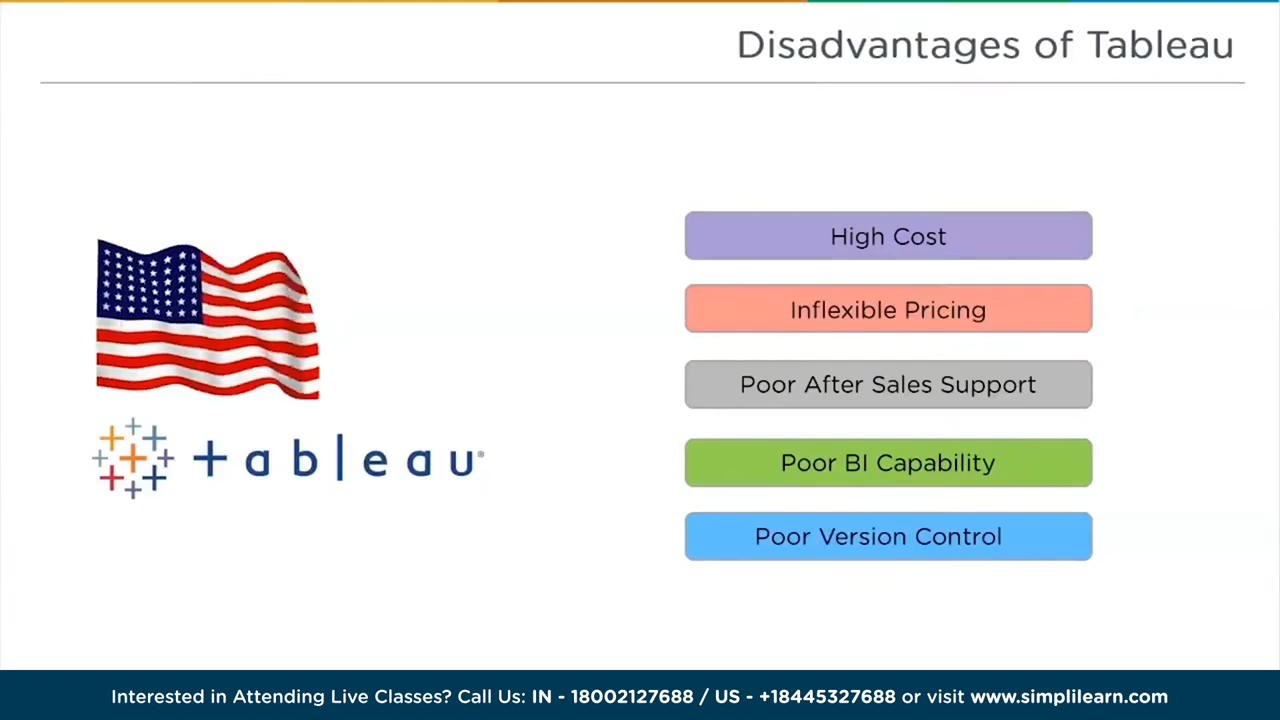 Disadvantages of Tableau
High Cost
Inflexible Pricing
Poor After Sales Support
Poor BI Capability
Poor Version Control
+ableau®
Interested in Attending Live Classes? Call Us: IN - 18002127688 / US - +18445327688 or visit www.simplilearn.com